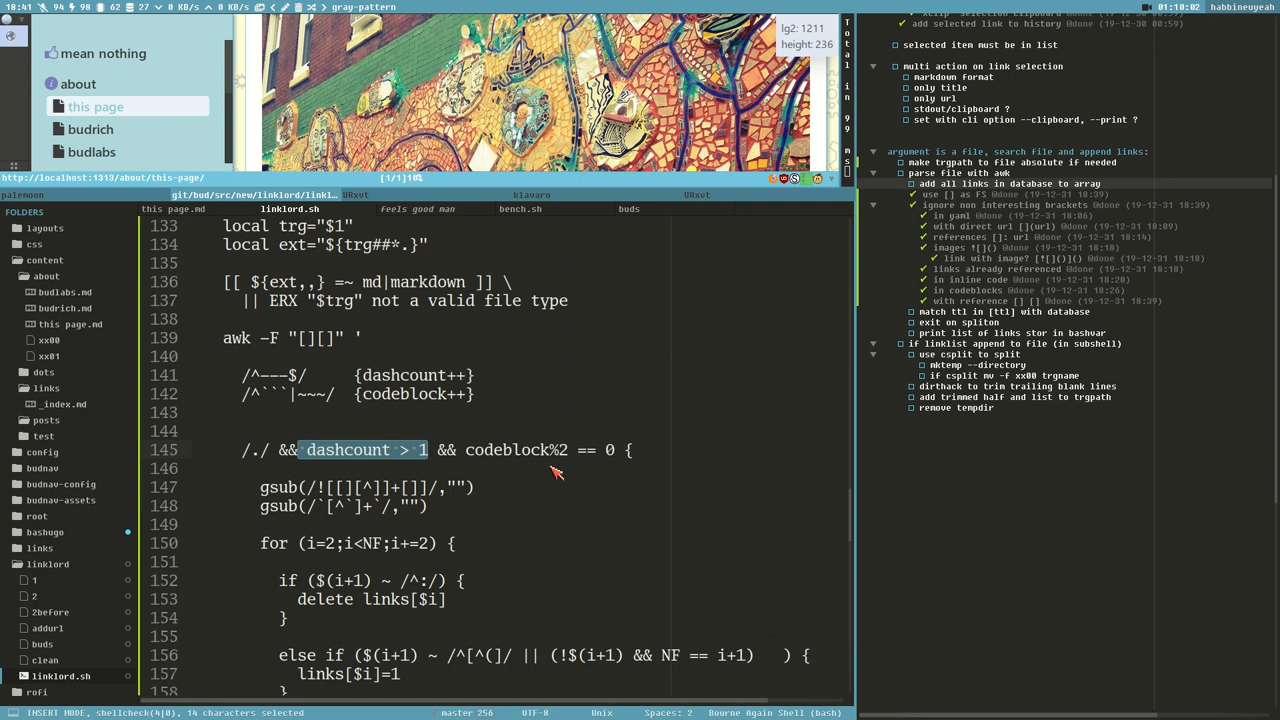 18:41 94 98 62 27 0 KB/s 0 KB/s gray-pattern 01:10:02 habbineuyeah
mean nothing
about
this page
budrich
budlabs
lg2: 1211
height: 236
Total in 99 ms
http://localhost:1313/about/this-page/ [1/1]18%
palemoon git/bud/src/new/linklord/linkl... URxvt klavaro URxvt
FOLDERS
layouts
css
content
about
budlabs.md
budrich.md
this page.md
xx00
xx01
dots
links
_index.md
posts
test
config
budnav
budnav-config
budnav-assets
root
bashugo
links
linklord
1
2
2before
addurl
buds
clean
linklord.sh
rofi
this page.md linklord.sh feels good man bench.sh buds
133 local trg="$1"
134 local ext="${trg##*.}"
135
136 [[ ${ext,,} =~ md|markdown ]] \
137 || ERX "$trg" not a valid file type
138
139 awk -F "[][]" '
140
141 /^---$/ {dashcount++}
142 /^```|~~~/ {codeblock++}
143
144
145 /./ && dashcount > 1 && codeblock%2 == 0 {
146
147 gsub(/![[][^]]+[]]/,"")
148 gsub(/`[^`]+`/,"")
149
150 for (i=2;i<NF;i+=2) {
151
152 if ($(i+1) ~ /^:/) {
153 delete links[$i]
154 }
155
156 else if ($(i+1) ~ /^[^(]/ || (!$(i+1) && NF == i+1) ) {
157 links[$i]=1
158 }
add selected link to history @done (19-12-30 00:59)
selected item must be in list
multi action on link selection
markdown format
only title
only url
stdout/clipboard ?
set with cli option --clipboard, --print ?
argument is a file, search file and append links:
make trgpath to file absolute if needed
parse file with awk
add all links in database to array
✓ use [] as FS @done (19-12-31 18:39)
✓ ignore non interesting brackets @done (19-12-31 18:39)
✓ in yaml @done (19-12-31 18:06)
✓ with direct url [](url) @done (19-12-31 18:09)
✓ references []: url @done (19-12-31 18:14)
✓ images ![]() @done (19-12-31 18:18)
✓ link with image? [![]()]() @done (19-12-31 18:18)
✓ links already referenced @done (19-12-31 18:18)
✓ in inline code @done (19-12-31 18:20)
✓ in codeblocks @done (19-12-31 18:26)
✓ with reference [] [] @done (19-12-31 18:39)
match ttl in [ttl] with database
exit on spliton
print list of links stor in bashvar
if linklist append to file (in subshell)
use csplit to split
mktemp --directory
if csplit mv -f xx00 trgname
dirthack to trim trailing blank lines
add trimmed half and list to trgpath
remove tempdir
INSERT MODE, shellcheck(4|0), 14 characters selected master 256 UTF-8 Unix Spaces: 2 Bourne Again Shell (bash)